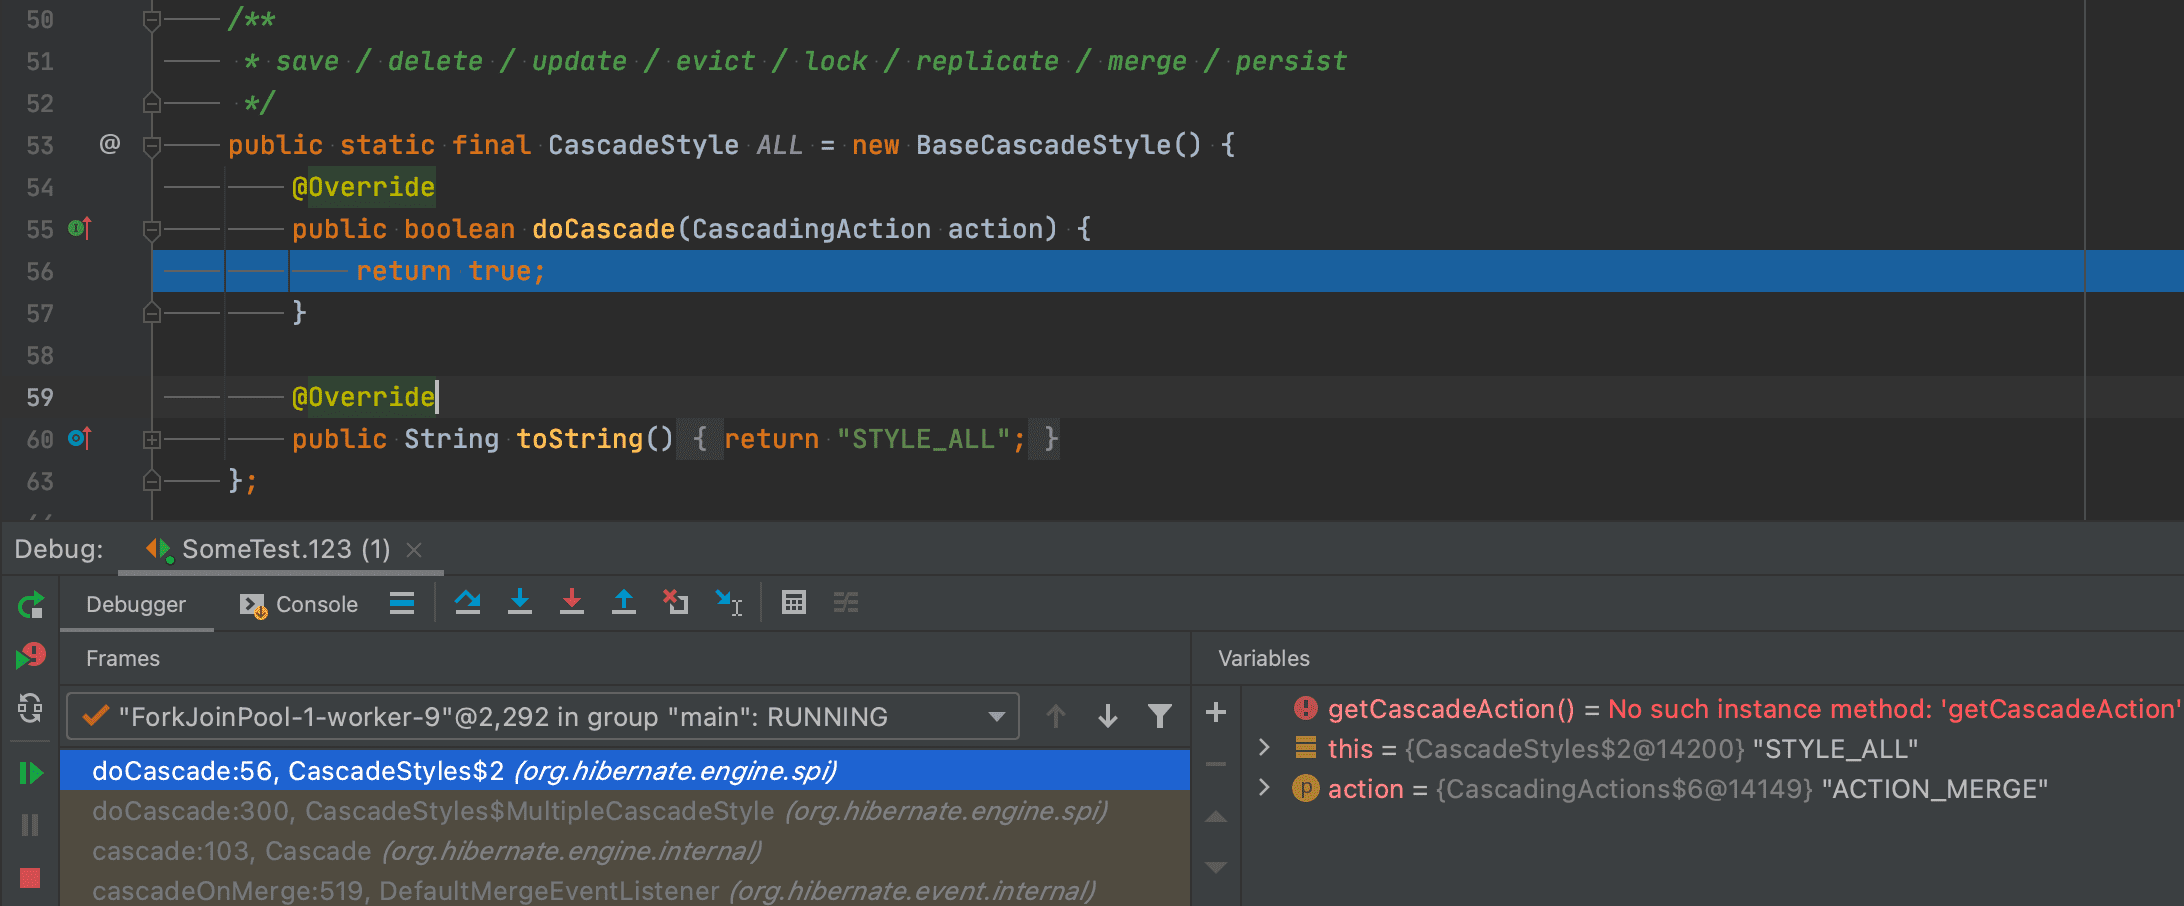 50 /**
51 * save / delete / update / evict / lock / replicate / merge / persist
52 */
53 @ public static final CascadeStyle ALL = new BaseCascadeStyle() {
54 @Override
55 public boolean doCascade(CascadingAction action) {
56 return true;
57 }
58
59 @Override
60 public String toString() { return "STYLE_ALL"; }
63 };
Debug: SomeTest.123 (1)
Debugger Console
Frames Variables
"ForkJoinPool-1-worker-9"@2,292 in group "main": RUNNING
getCascadeAction() = No such instance method: 'getCascadeAction'
this = {CascadeStyles$2@14200} "STYLE_ALL"
p action = {CascadingActions$6@14149} "ACTION_MERGE"
doCascade:56, CascadeStyles$2 (org.hibernate.engine.spi)
doCascade:300, CascadeStyles$MultipleCascadeStyle (org.hibernate.engine.spi)
cascade:103, Cascade (org.hibernate.engine.internal)
cascadeOnMerge:519, DefaultMergeEventListener (org.hibernate.event.internal)